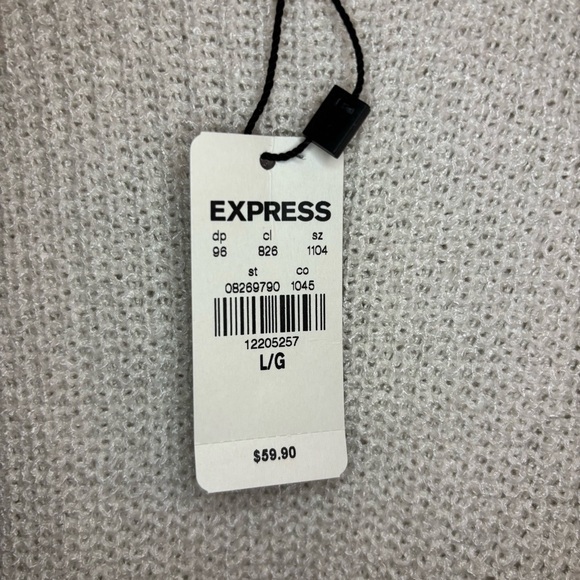 EXPRESS
dp cl sz
96 826 1104
st co
08269790 1045
12205257
L/G
$59.90